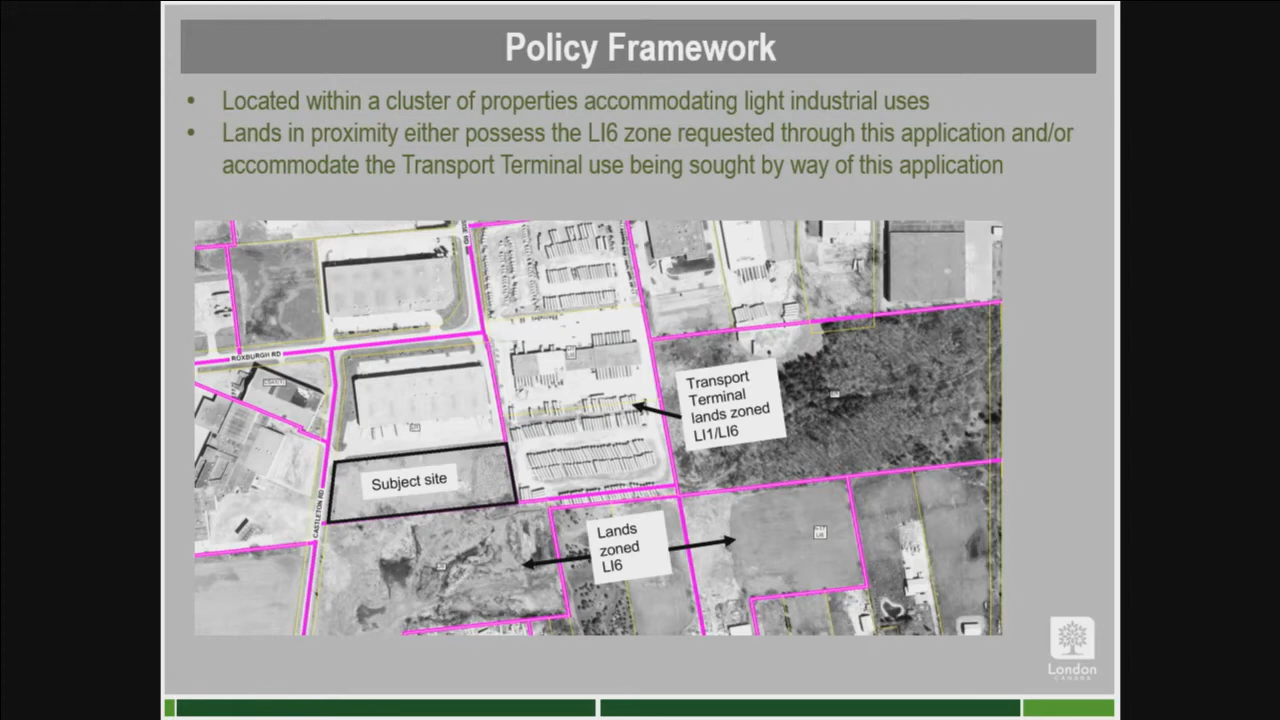 Policy Framework
• Located within a cluster of properties accommodating light industrial uses
• Lands in proximity either possess the LI6 zone requested through this application and/or
accommodate the Transport Terminal use being sought by way of this application
ROXBURGH RD
Transport
Terminal
lands zoned
LI1/LI6
Subject site
CASTLETON RD
Lands
zoned
LI6
London
CANADA